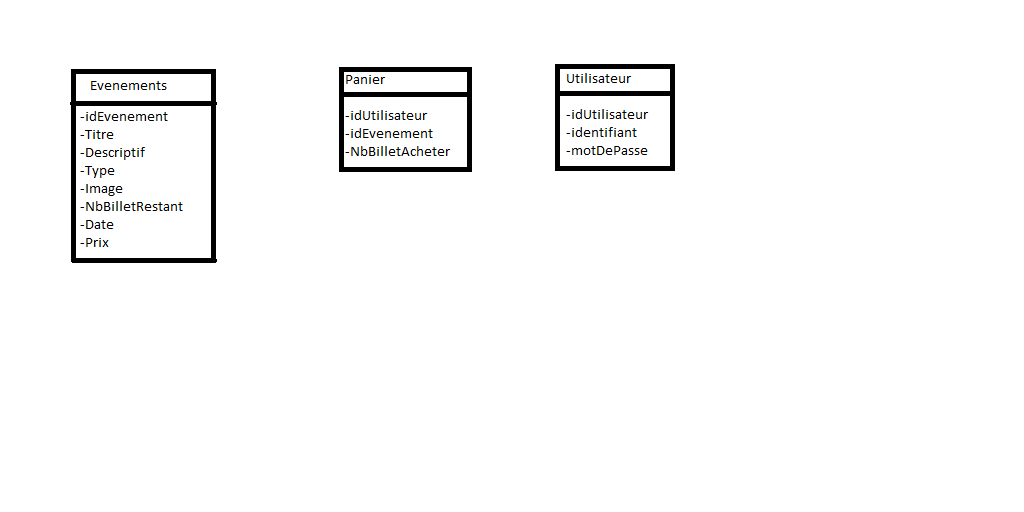 Evenements
-idEvenement
-Titre
-Descriptif
-Type
-Image
-NbBilletRestant
-Date
-Prix
Panier
-idUtilisateur
-idEvenement
-NbBilletAcheter
Utilisateur
-idUtilisateur
-identifiant
-motDePasse